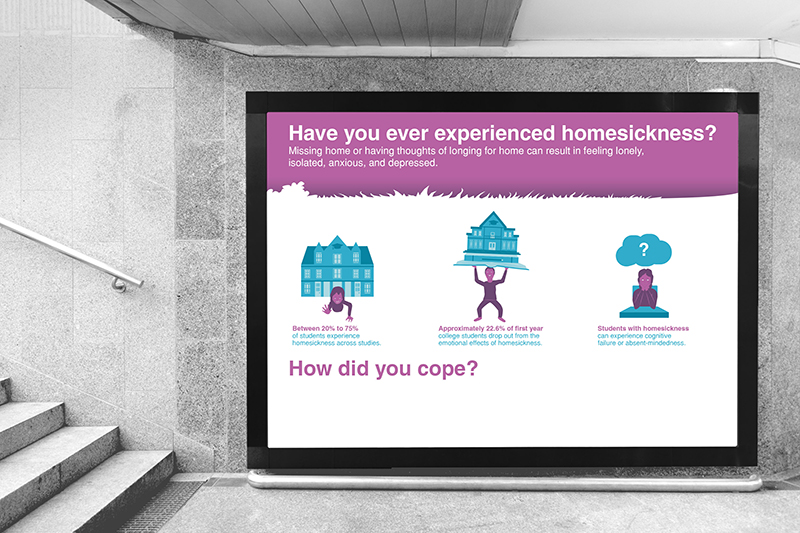 Have you ever experienced homesickness?
Missing home or having thoughts of longing for home can result in feeling lonely,
isolated, anxious, and depressed.
?
Between 20% to 75%
of students experience
homesickness across studies.
Approximately 22.6% of first year
college students drop out from the
emotional effects of homesickness.
Students with homesickness
can experience cognitive
failure or absent-mindedness.
How did you cope?